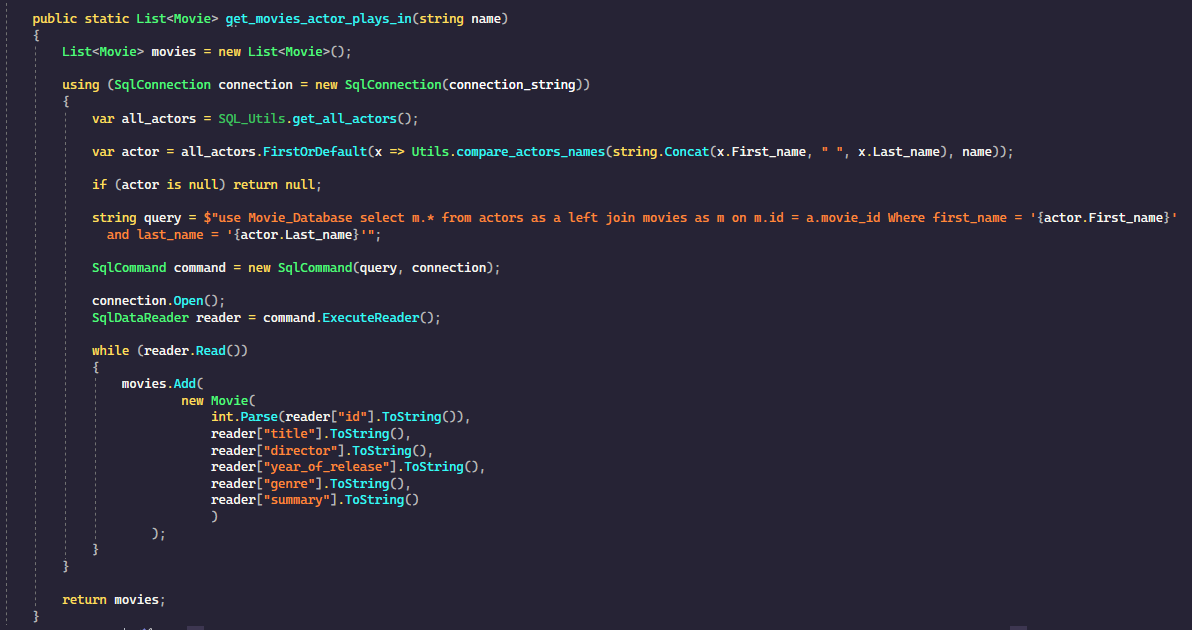 public static List<Movie> get_movies_actor_plays_in(string name)
{
List<Movie> movies = new List<Movie>();
using (SqlConnection connection = new SqlConnection(connection_string))
{
var all_actors = SQL_Utils.get_all_actors();
var actor = all_actors.FirstOrDefault(x => Utils.compare_actors_names(string.Concat(x.First_name, " ", x.Last_name), name));
if (actor is null) return null;
string query = $"use Movie_Database select m.* from actors as a left join movies as m on m.id = a.movie_id Where first_name = '{actor.First_name}'
and last_name = '{actor.Last_name}'";
SqlCommand command = new SqlCommand(query, connection);
connection.Open();
SqlDataReader reader = command.ExecuteReader();
while (reader.Read())
{
movies.Add(
new Movie(
int.Parse(reader["id"].ToString()),
reader["title"].ToString(),
reader["director"].ToString(),
reader["year_of_release"].ToString(),
reader["genre"].ToString(),
reader["summary"].ToString()
)
);
}
}
return movies;
}